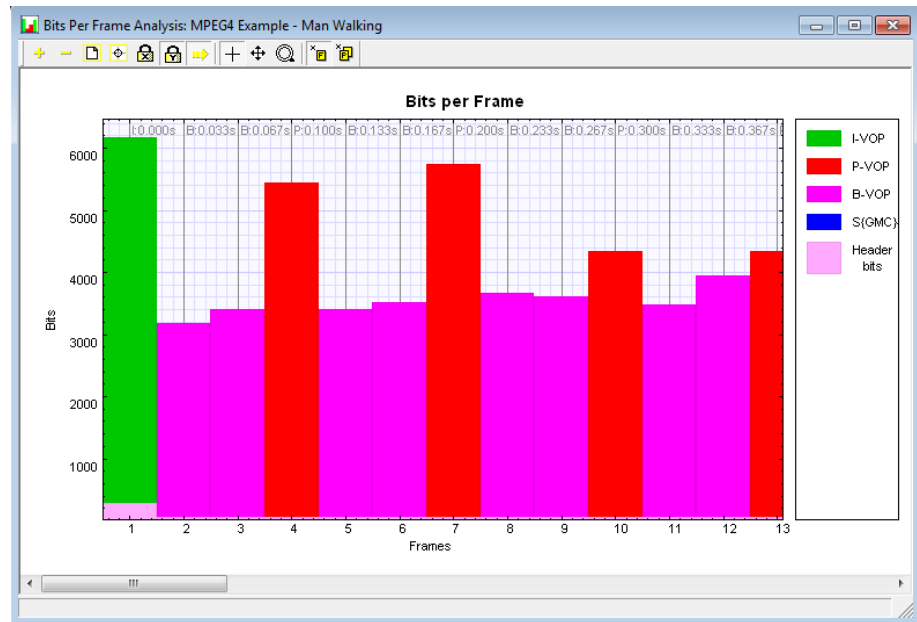 Bits Per Frame Analysis: MPEG4 Example - Man Walking
Bits per Frame
I:0.000s B:0.033s B:0.067s P:0.100s B:0.133s B:0.167s P:0.200s B:0.233s B:0.267s P:0.300s B:0.333s B:0.367s
6000
5000
4000
3000
2000
1000
Bits
1 2 3 4 5 6 7 8 9 10 11 12 13
Frames
I-VOP
P-VOP
B-VOP
S(GMC)
Header
bits